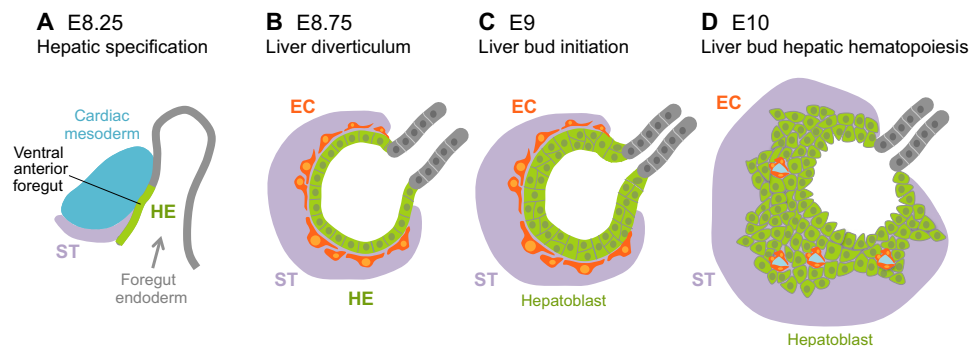 A E8.25
Hepatic specification
Cardiac
mesoderm
Ventral
anterior
foregut
HE
ST
Foregut
endoderm
B E8.75
Liver diverticulum
EC
ST
HE
C E9
Liver bud initiation
EC
ST
Hepatoblast
D E10
Liver bud hepatic hematopoiesis
EC
ST
Hepatoblast